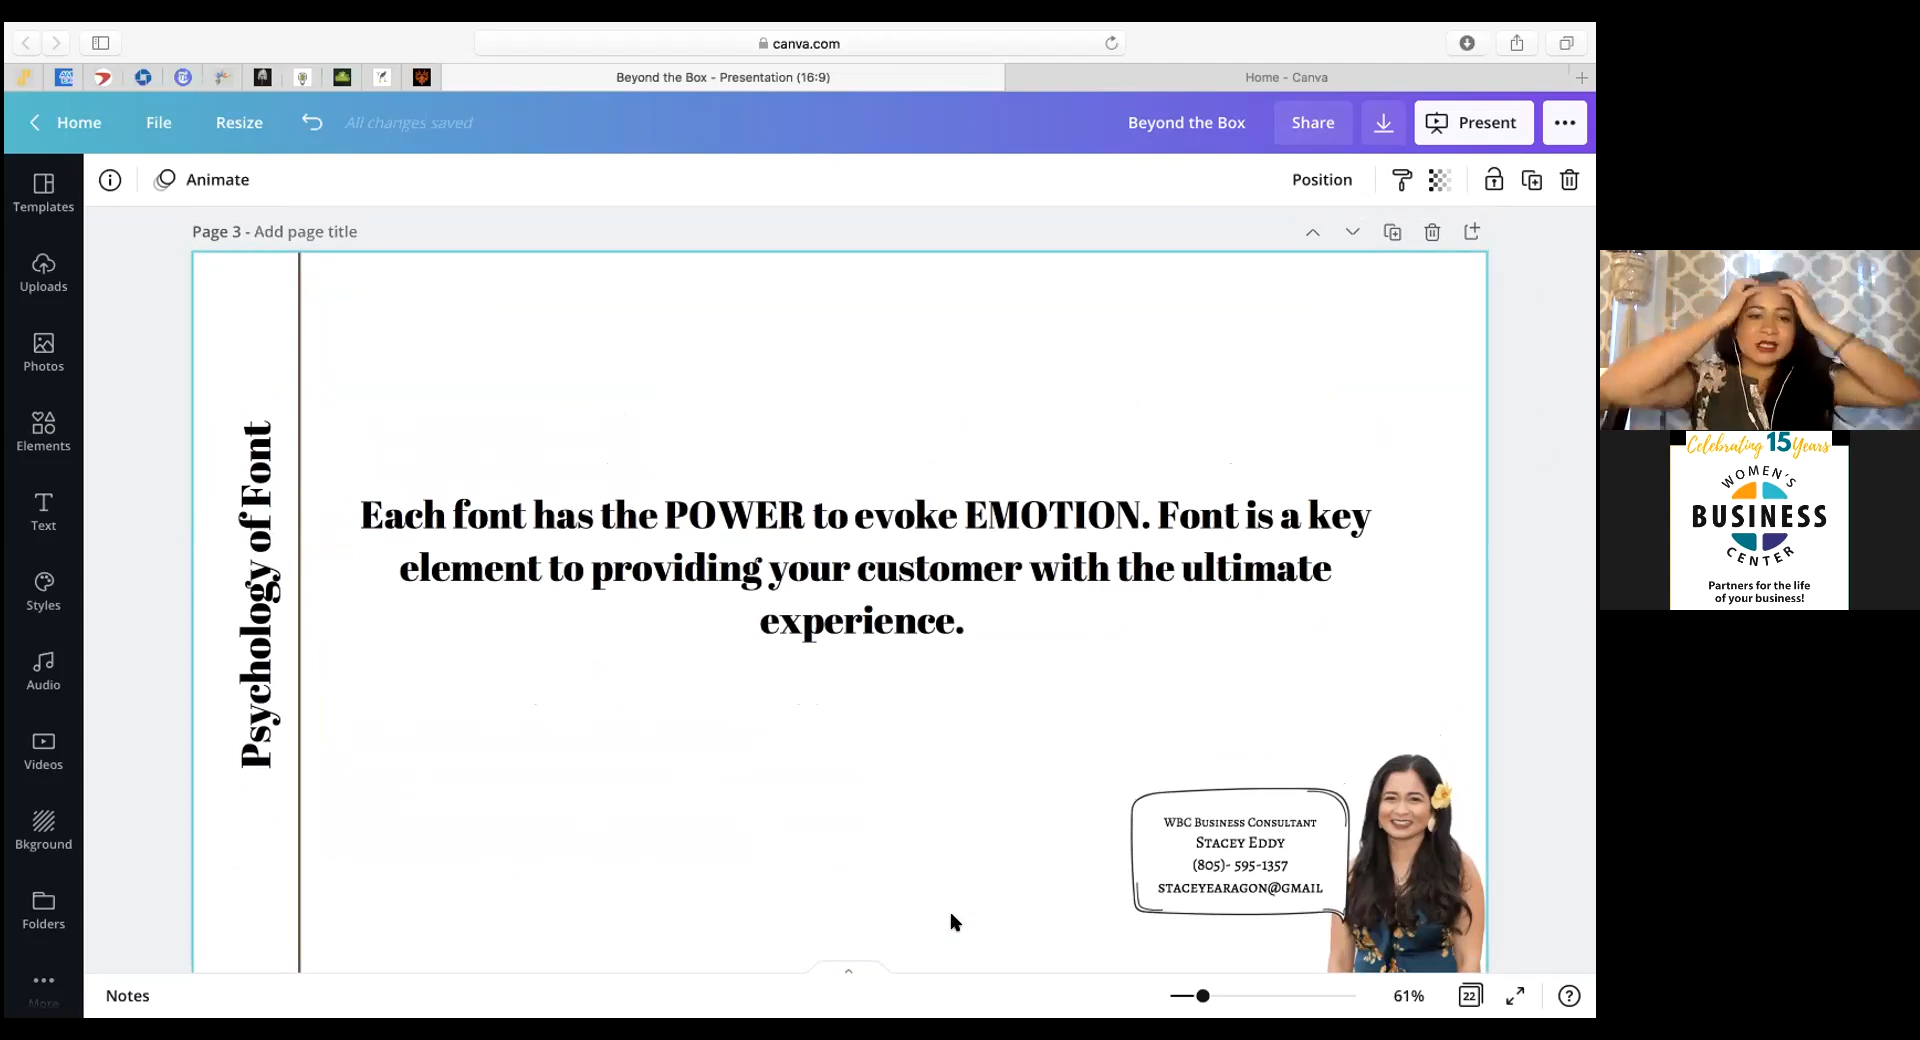 canva.com
Beyond the Box - Presentation (16:9)
Home - Canva
Home
File
Resize
All changes saved
Beyond the Box
Share
Present
Animate
Position
Templates
Uploads
Photos
Elements
Text
Styles
Audio
Videos
Bkground
Folders
More
Page 3 - Add page title
Psychology of Font
Each font has the POWER to evoke EMOTION. Font is a key
element to providing your customer with the ultimate
experience.
WBC Business Consultant
Stacey Eddy
(805)- 595-1357
STACEYEARAGON@GMAIL
Notes
61%
22
Celebrating 15 Years
WOMEN'S
BUSINESS
CENTER
Partners for the life
of your business!